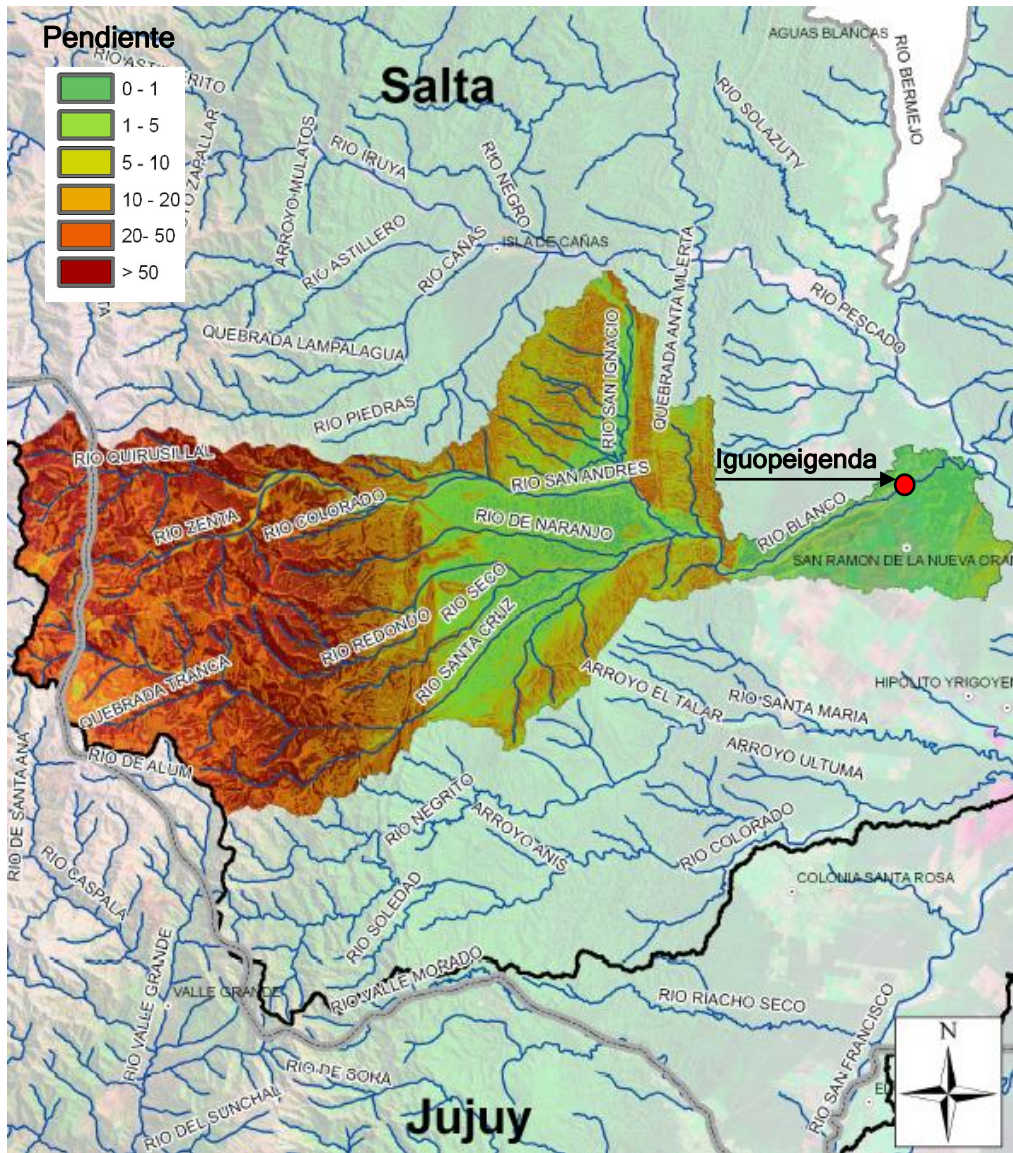 Pendiente
0 - 1
1 - 5
5 - 10
10 - 20
20- 50
> 50
Salta
AGUAS BLANCAS
RIO BERMEJO
RIO SOLAZUTY
ARROYO MULATOS
RIO IRUYA
RIO NEGRO
RIO ASTILLERO
RIO CAÑAS
ISLA DE CAÑAS
QUEBRADA ANTA MUERTA
RIO PESCADO
QUEBRADA LAMPALAGUA
RIO SAN IGNACIO
RIO PIEDRAS
RIO QUIRUSILLAL
Iguopeigenda
RIO SAN ANDRES
RIO ZENTA
RIO COLORADO
RIO DE NARANJO
RIO BLANCO
SAN RAMON DE LA NUEVA ORAN
RIO SECO
RIO REDONDO
RIO SANTA CRUZ
QUEBRADA TRANCA
ARROYO EL TALAR
RIO SANTA MARIA
HIPOLITO YRIGOYEN
RIO DE SANTA ANA
RIO DE ALUM
ARROYO ULTUMA
RIO NEGRITO
ARROYO ANIS
RIO COLORADO
RIO CASPALA
COLONIA SANTA ROSA
RIO SOLEDAD
RIO VALLE GRANDE
VALLE GRANDE
RIO VALLE MORADO
RIO RIACHO SECO
RIO SAN FRANCISCO
N
RIO DE SORA
RIO DEL SUNCHAL
Jujuy